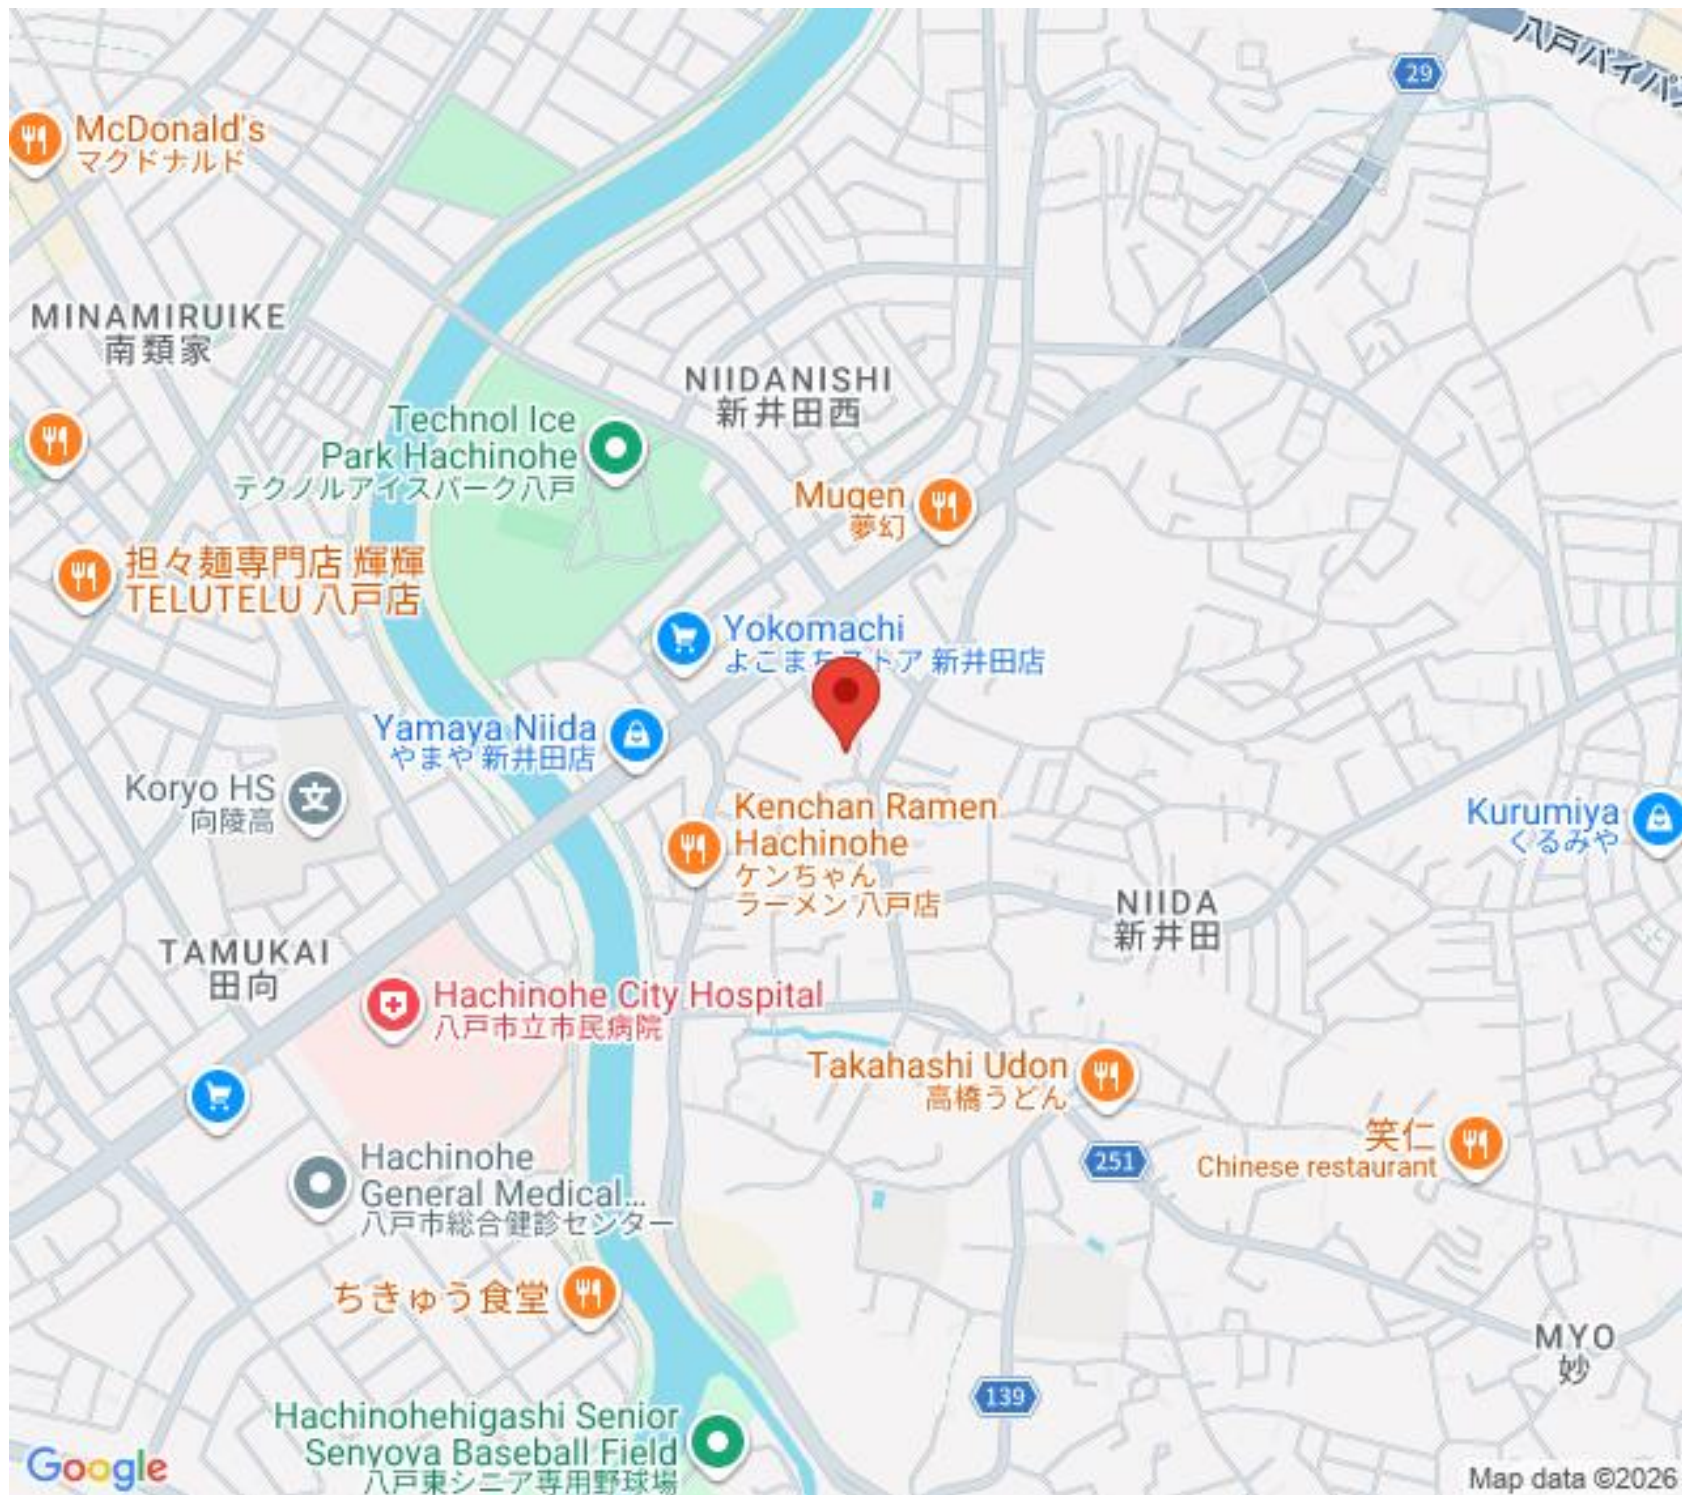 八戸バイパス
29
McDonald's
マクドナルド
MINAMIRUIKE
南類家
NIIDANISHI
新井田西
Technol Ice
Park Hachinohe
テクノルアイスパーク八戸
Mugen
夢幻
担々麺専門店 輝輝
TELUTELU 八戸店
Yokomachi
よこまちストア 新井田店
Yamaya Niida
やまや 新井田店
Koryo HS
向陵高
文
Kenchan Ramen
Hachinohe
ケンちゃん
ラーメン 八戸店
Kurumiya
くるみや
NIIDA
新井田
TAMUKAI
田向
Hachinohe City Hospital
八戸市立市民病院
Takahashi Udon
高橋うどん
笑仁
Chinese restaurant
251
Hachinohe
General Medical...
八戸市総合健診センター
ちきゅう食堂
MYO
妙
139
Hachinohehigashi Senior
Senyova Baseball Field
八戸東シニア専用野球場
Google
Map data ©2026